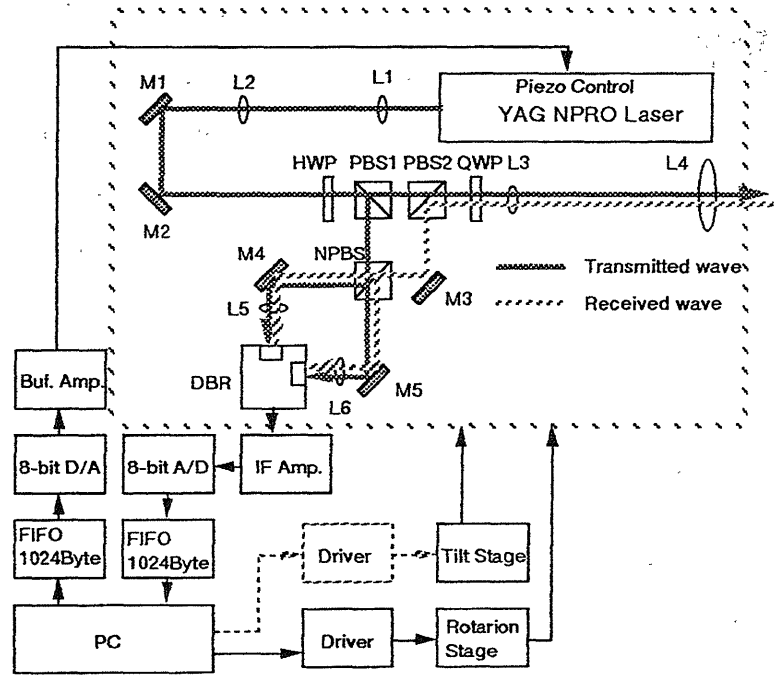 M1
L2
L1
Piezo Control
YAG NPRO Laser
HWP
PBS1
PBS2
QWP
L3
L4
M2
M4
NPBS
M3
Transmitted wave
Received wave
L5
DBR
L6
M5
Buf. Amp.
8-bit D/A
8-bit A/D
IF Amp.
FIFO
1024Byte
FIFO
1024Byte
Driver
Tilt Stage
PC
Driver
Rotarion
Stage